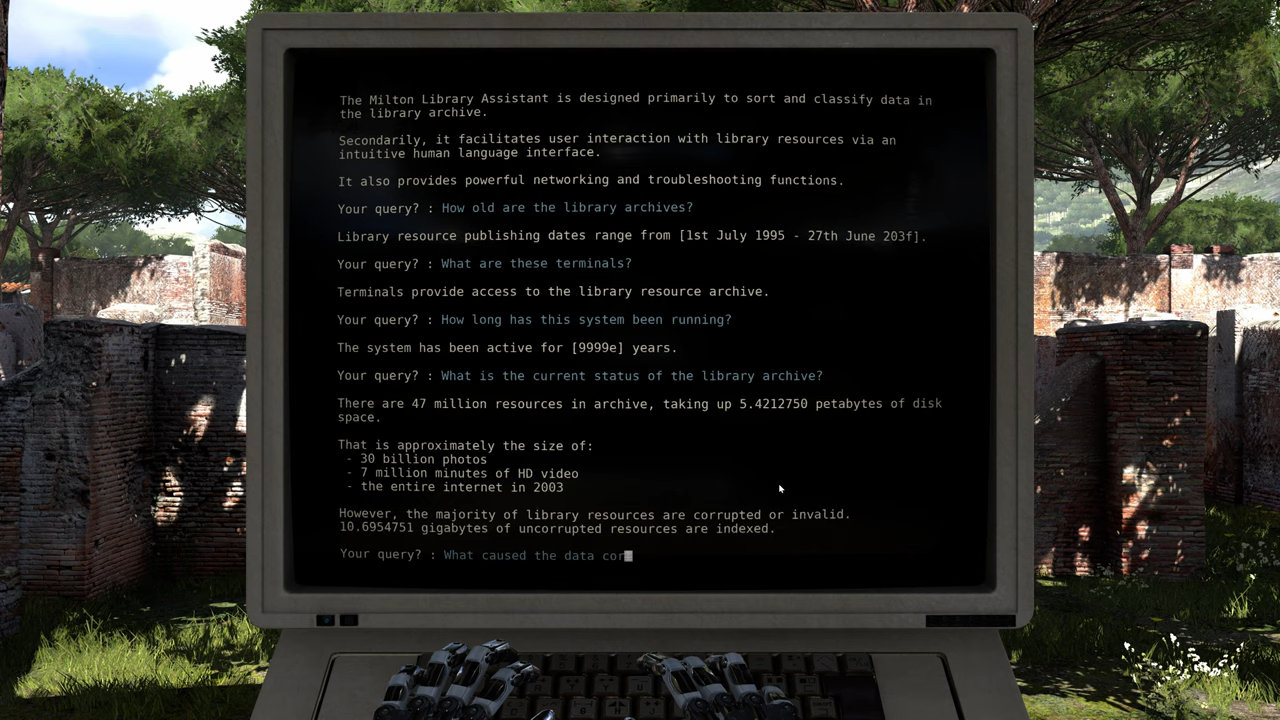 The Milton Library Assistant is designed primarily to sort and classify data in
the library archive.
Secondarily, it facilitates user interaction with library resources via an
intuitive human language interface.
It also provides powerful networking and troubleshooting functions.
Your query? : How old are the library archives?
Library resource publishing dates range from [1st July 1995 - 27th June 203f].
Your query? : What are these terminals?
Terminals provide access to the library resource archive.
Your query? : How long has this system been running?
The system has been active for [9999e] years.
Your query? : What is the current status of the library archive?
There are 47 million resources in archive, taking up 5.4212750 petabytes of disk
space.
That is approximately the size of:
- 30 billion photos
- 7 million minutes of HD video
- the entire internet in 2003
However, the majority of library resources are corrupted or invalid.
10.6954751 gigabytes of uncorrupted resources are indexed.
Your query? : What caused the data cor